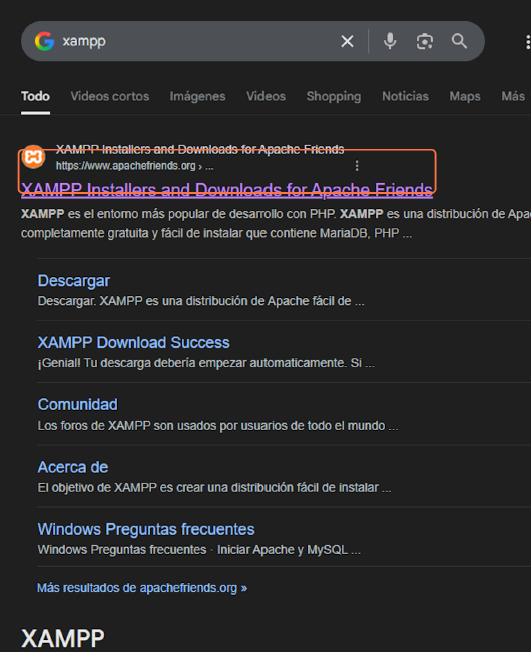 xampp
Todo Videos cortos Imágenes Videos Shopping Noticias Maps Más
XAMPP Installers and Downloads for Apache Friends
https://www.apachefriends.org › ...
XAMPP Installers and Downloads for Apache Friends
XAMPP es el entorno más popular de desarrollo con PHP. XAMPP es una distribución de Apa
completamente gratuita y fácil de instalar que contiene MariaDB, PHP ...
Descargar
Descargar. XAMPP es una distribución de Apache fácil de ...
XAMPP Download Success
¡Genial! Tu descarga debería empezar automaticamente. Si ...
Comunidad
Los foros de XAMPP son usados por usuarios de todo el mundo ...
Acerca de
El objetivo de XAMPP es crear una distribución fácil de instalar ...
Windows Preguntas frecuentes
Windows Preguntas frecuentes · Iniciar Apache y MySQL ...
Más resultados de apachefriends.org »
XAMPP